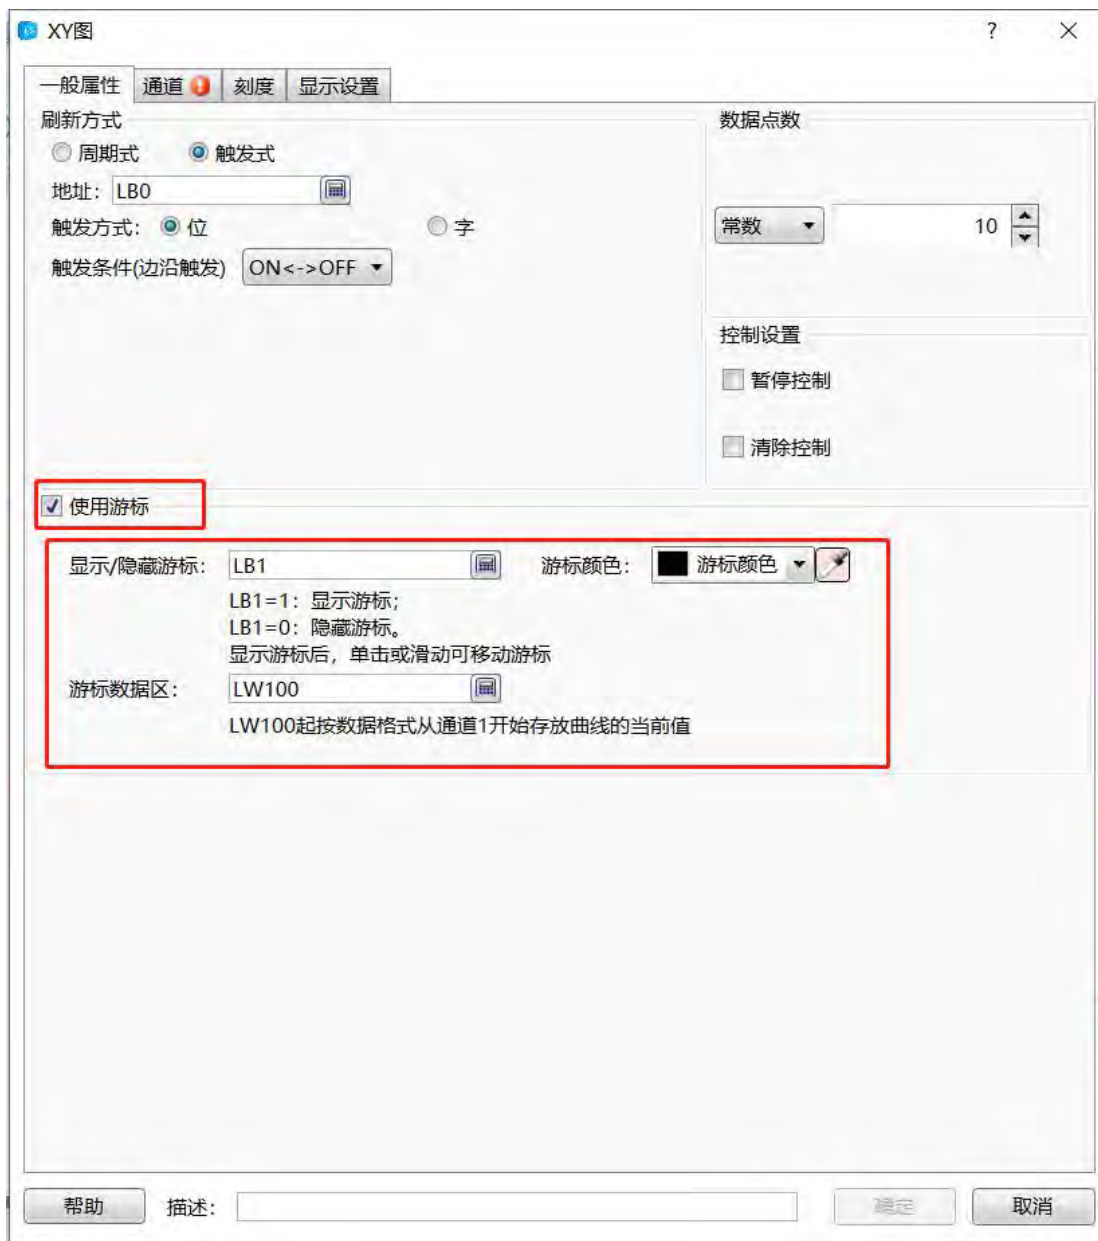 XY图
?
一般属性 通道 刻度 显示设置
刷新方式
周期式 触发式
地址: LB0
触发方式: 位 字
触发条件(边沿触发) ON<->OFF
数据点数
常数 10
控制设置
暂停控制
清除控制
使用游标
显示/隐藏游标: LB1 游标颜色: 游标颜色
LB1=1: 显示游标;
LB1=0: 隐藏游标。
显示游标后, 单击或滑动可移动游标
游标数据区: LW100
LW100起按数据格式从通道1开始存放曲线的当前值
帮助 描述: 确定 取消